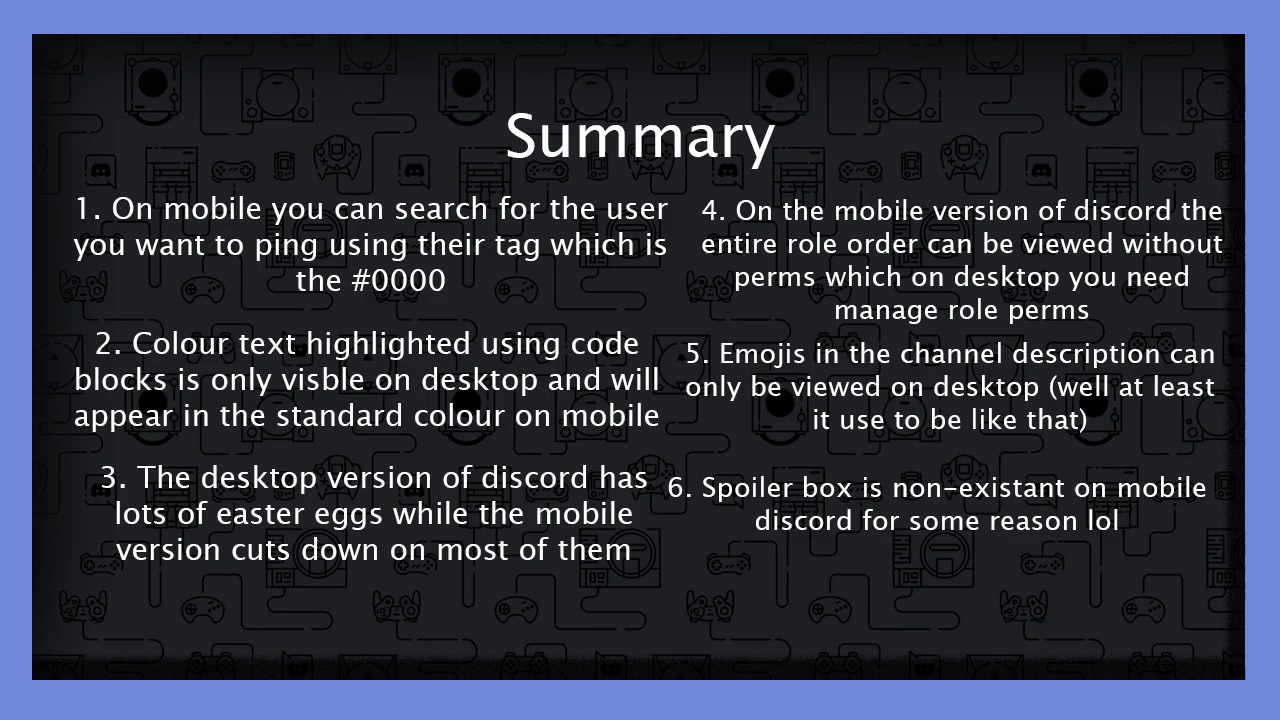 Summary
1. On mobile you can search for the user
you want to ping using their tag which is
the #0000
2. Colour text highlighted using code
blocks is only visble on desktop and will
appear in the standard colour on mobile
3. The desktop version of discord has
lots of easter eggs while the mobile
version cuts down on most of them
4. On the mobile version of discord the
entire role order can be viewed without
perms which on desktop you need
manage role perms
5. Emojis in the channel description can
only be viewed on desktop (well at least
it use to be like that)
6. Spoiler box is non-existant on mobile
discord for some reason lol